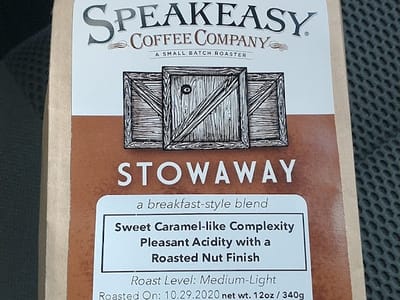 SPEAKEASY®
COFFEE COMPANY
A SMALL BATCH ROASTER
STOWAWAY
a breakfast-style blend
Sweet Caramel-like Complexity
Pleasant Acidity with a
Roasted Nut Finish
Roast Level: Medium-Light
Roasted On: 10.29.2020 net wt. 12oz / 340g